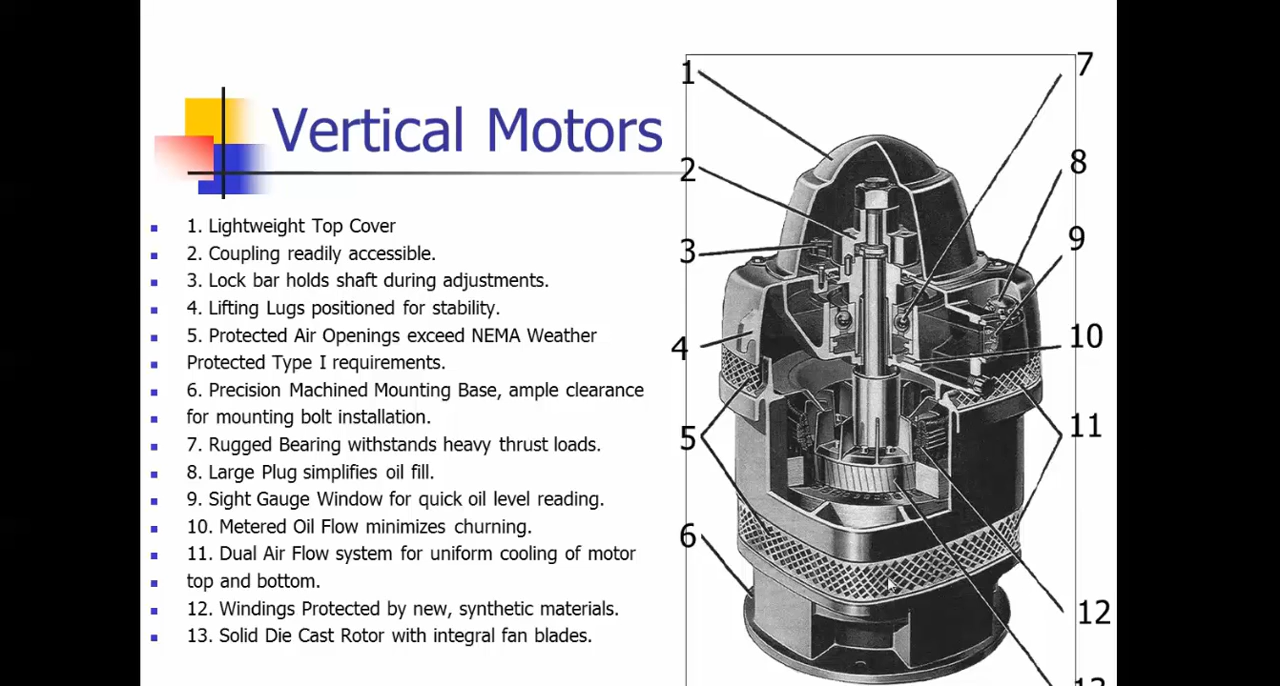 Vertical Motors
1. Lightweight Top Cover
2. Coupling readily accessible.
3. Lock bar holds shaft during adjustments.
4. Lifting Lugs positioned for stability.
5. Protected Air Openings exceed NEMA Weather
Protected Type I requirements.
6. Precision Machined Mounting Base, ample clearance
for mounting bolt installation.
7. Rugged Bearing withstands heavy thrust loads.
8. Large Plug simplifies oil fill.
9. Sight Gauge Window for quick oil level reading.
10. Metered Oil Flow minimizes churning.
11. Dual Air Flow system for uniform cooling of motor
top and bottom.
12. Windings Protected by new, synthetic materials.
13. Solid Die Cast Rotor with integral fan blades.
1
2
3
4
5
6
7
8
9
10
11
12
13